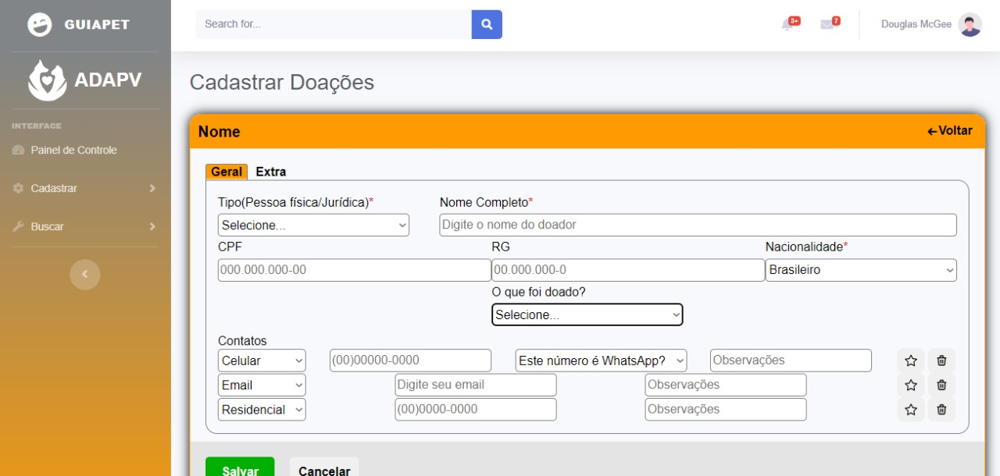 GUIAPET
Search for...
3+
7
Douglas McGee
ADAPV
Cadastrar Doações
INTERFACE
Painel de Controle
Cadastrar
Buscar
Nome
Voltar
Geral Extra
Tipo(Pessoa física/Jurídica)* Nome Completo*
Selecione... Digite o nome do doador
CPF RG Nacionalidade*
000.000.000-00 00.000.000-0 Brasileiro
O que foi doado?
Selecione...
Contatos
Celular (00)00000-0000 Este número é WhatsApp? Observações
Email Digite seu email Observações
Residencial (00)0000-0000 Observações
Salvar Cancelar